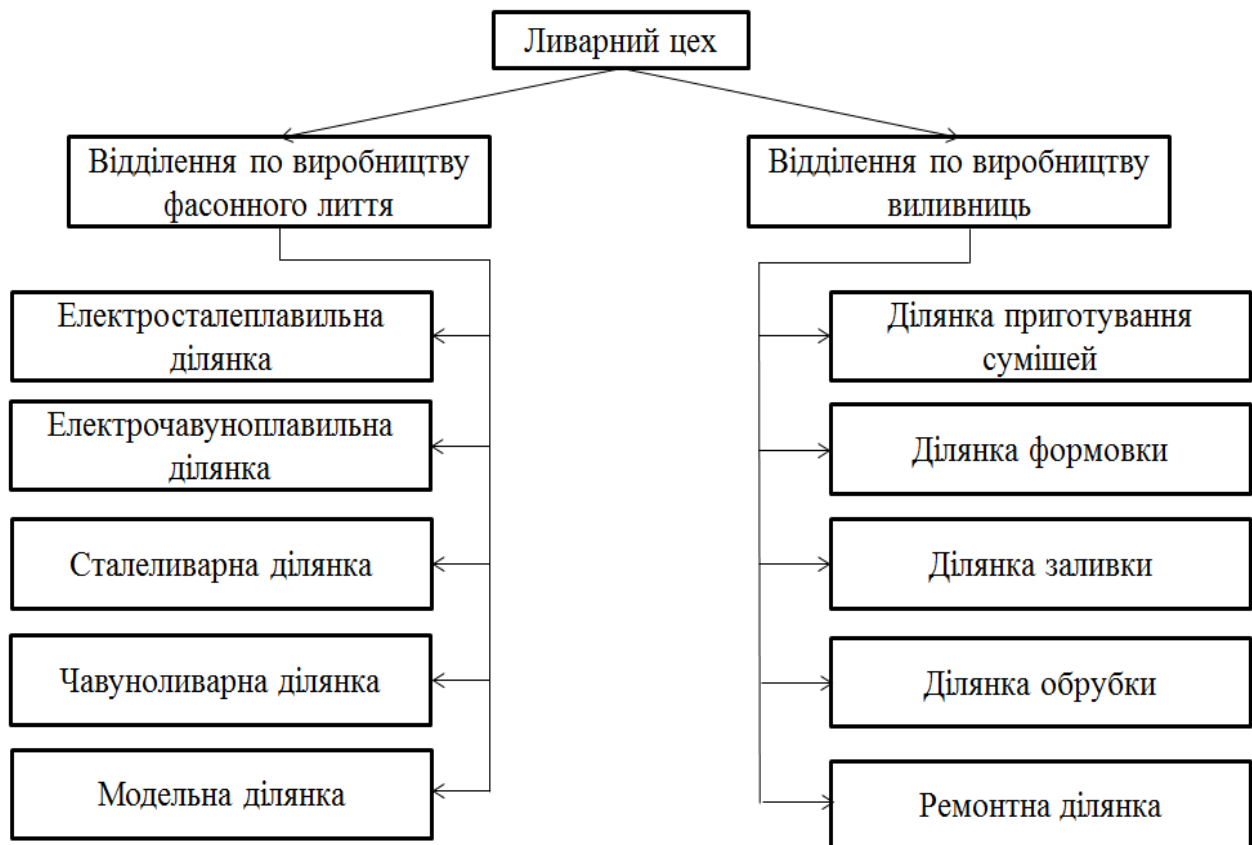 Ливарний цех
Відділення по виробництву
фасонного лиття
Відділення по виробництву
виливниць
Електросталеплавильна
ділянка
Електрочавуноплавильна
ділянка
Сталеливарна ділянка
Чавуноливарна ділянка
Модельна ділянка
Ділянка приготування
сумішей
Ділянка формовки
Ділянка заливки
Ділянка обрубки
Ремонтна ділянка